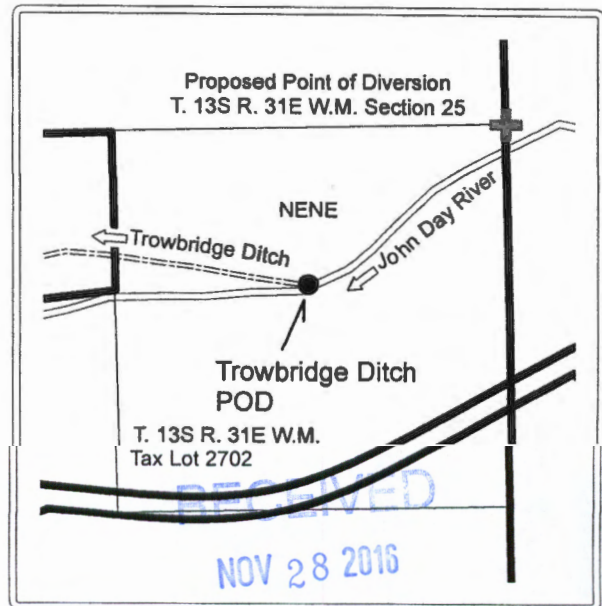 Proposed Point of Diversion
T. 13S R. 31E W.M. Section 25
NENE
Trowbridge Ditch
John Day River
Trowbridge Ditch
POD
T. 13S R. 31E W.M.
Tax Lot 2702
RECEIVED
NOV 28 2016